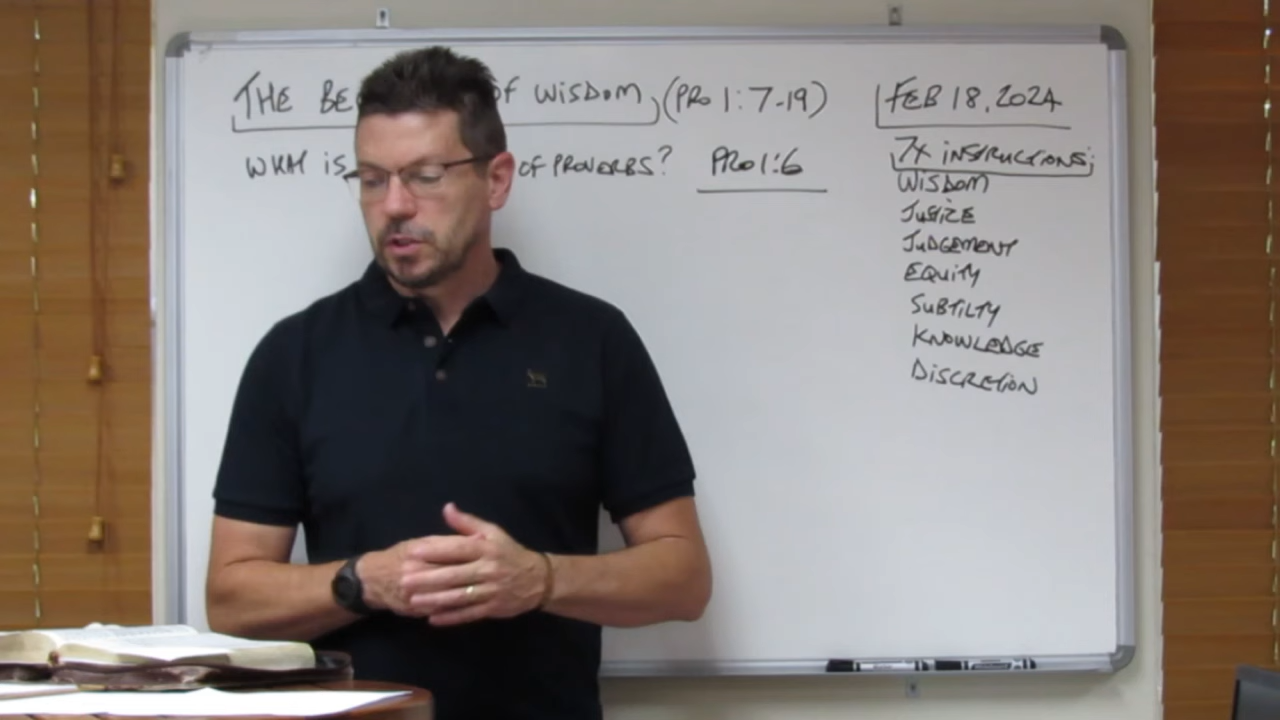 THE BE OF WISDOM, (PRO 1:7-19)
WHAT IS OF PROVERBS? PRO 1:6
FEB 18, 2024
7X INSTRUCTIONS;
WISDOM
JUSTICE
JUDGEMENT
EQUITY
SUBTILTY
KNOWLEDGE
DISCRETION